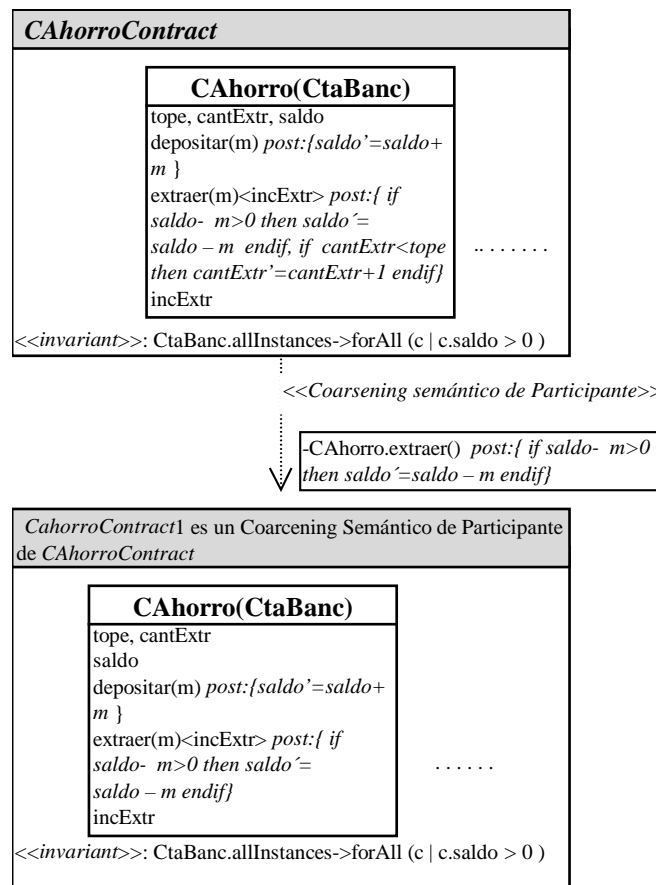 CAhorroContract
CAhorro(CtaBanc)
tope, cantExtr, saldo
depositar(m) post:{saldo’=saldo+
m }
extraer(m)<incExtr> post:{ if
saldo- m>0 then saldo´=
saldo – m endif, if cantExtr<tope
then cantExtr’=cantExtr+1 endif}
incExtr
.. . . . . . .
<<invariant>>: CtaBanc.allInstances->forAll (c | c.saldo > 0 )
<<Coarsening semántico de Participante>>
-CAhorro.extraer() post:{ if saldo- m>0
then saldo´=saldo – m endif}
CahorroContract1 es un Coarcening Semántico de Participante
de CAhorroContract
CAhorro(CtaBanc)
tope, cantExtr
saldo
depositar(m) post:{saldo’=saldo+
m }
extraer(m)<incExtr> post:{ if
saldo- m>0 then saldo´=
saldo – m endif}
incExtr
. . . . . .
<<invariant>>: CtaBanc.allInstances->forAll (c | c.saldo > 0 )